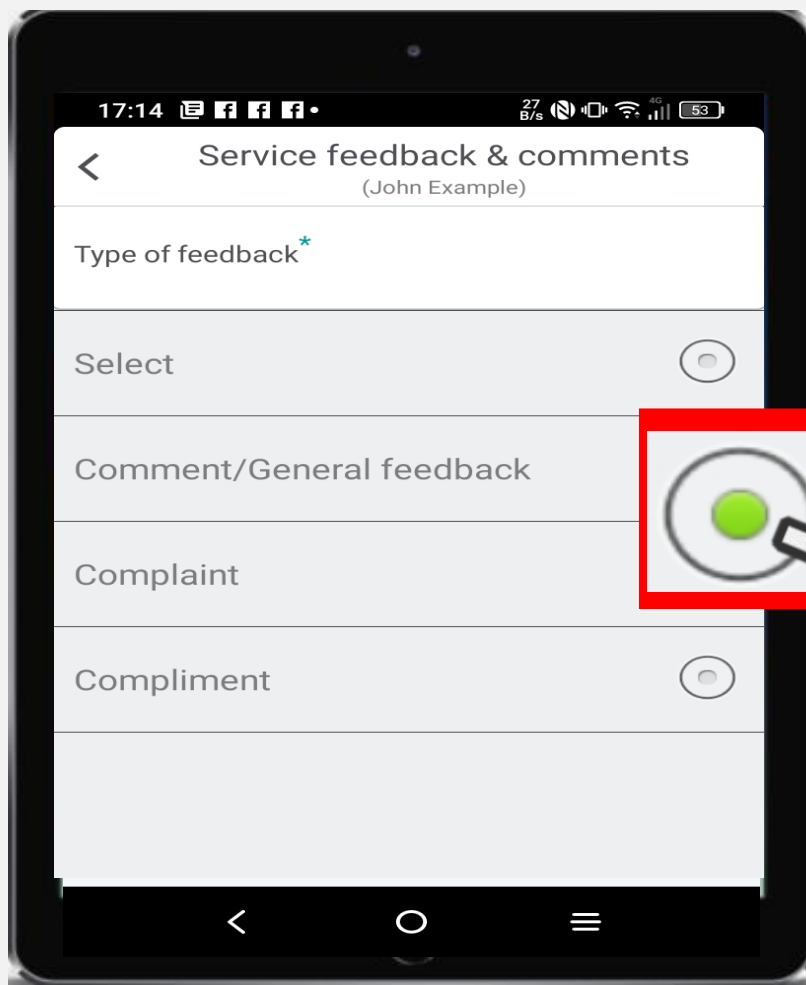 17:14
27
B/s
4G
53
Service feedback & comments
(John Example)
Type of feedback*
Select
Comment/General feedback
Complaint
Compliment